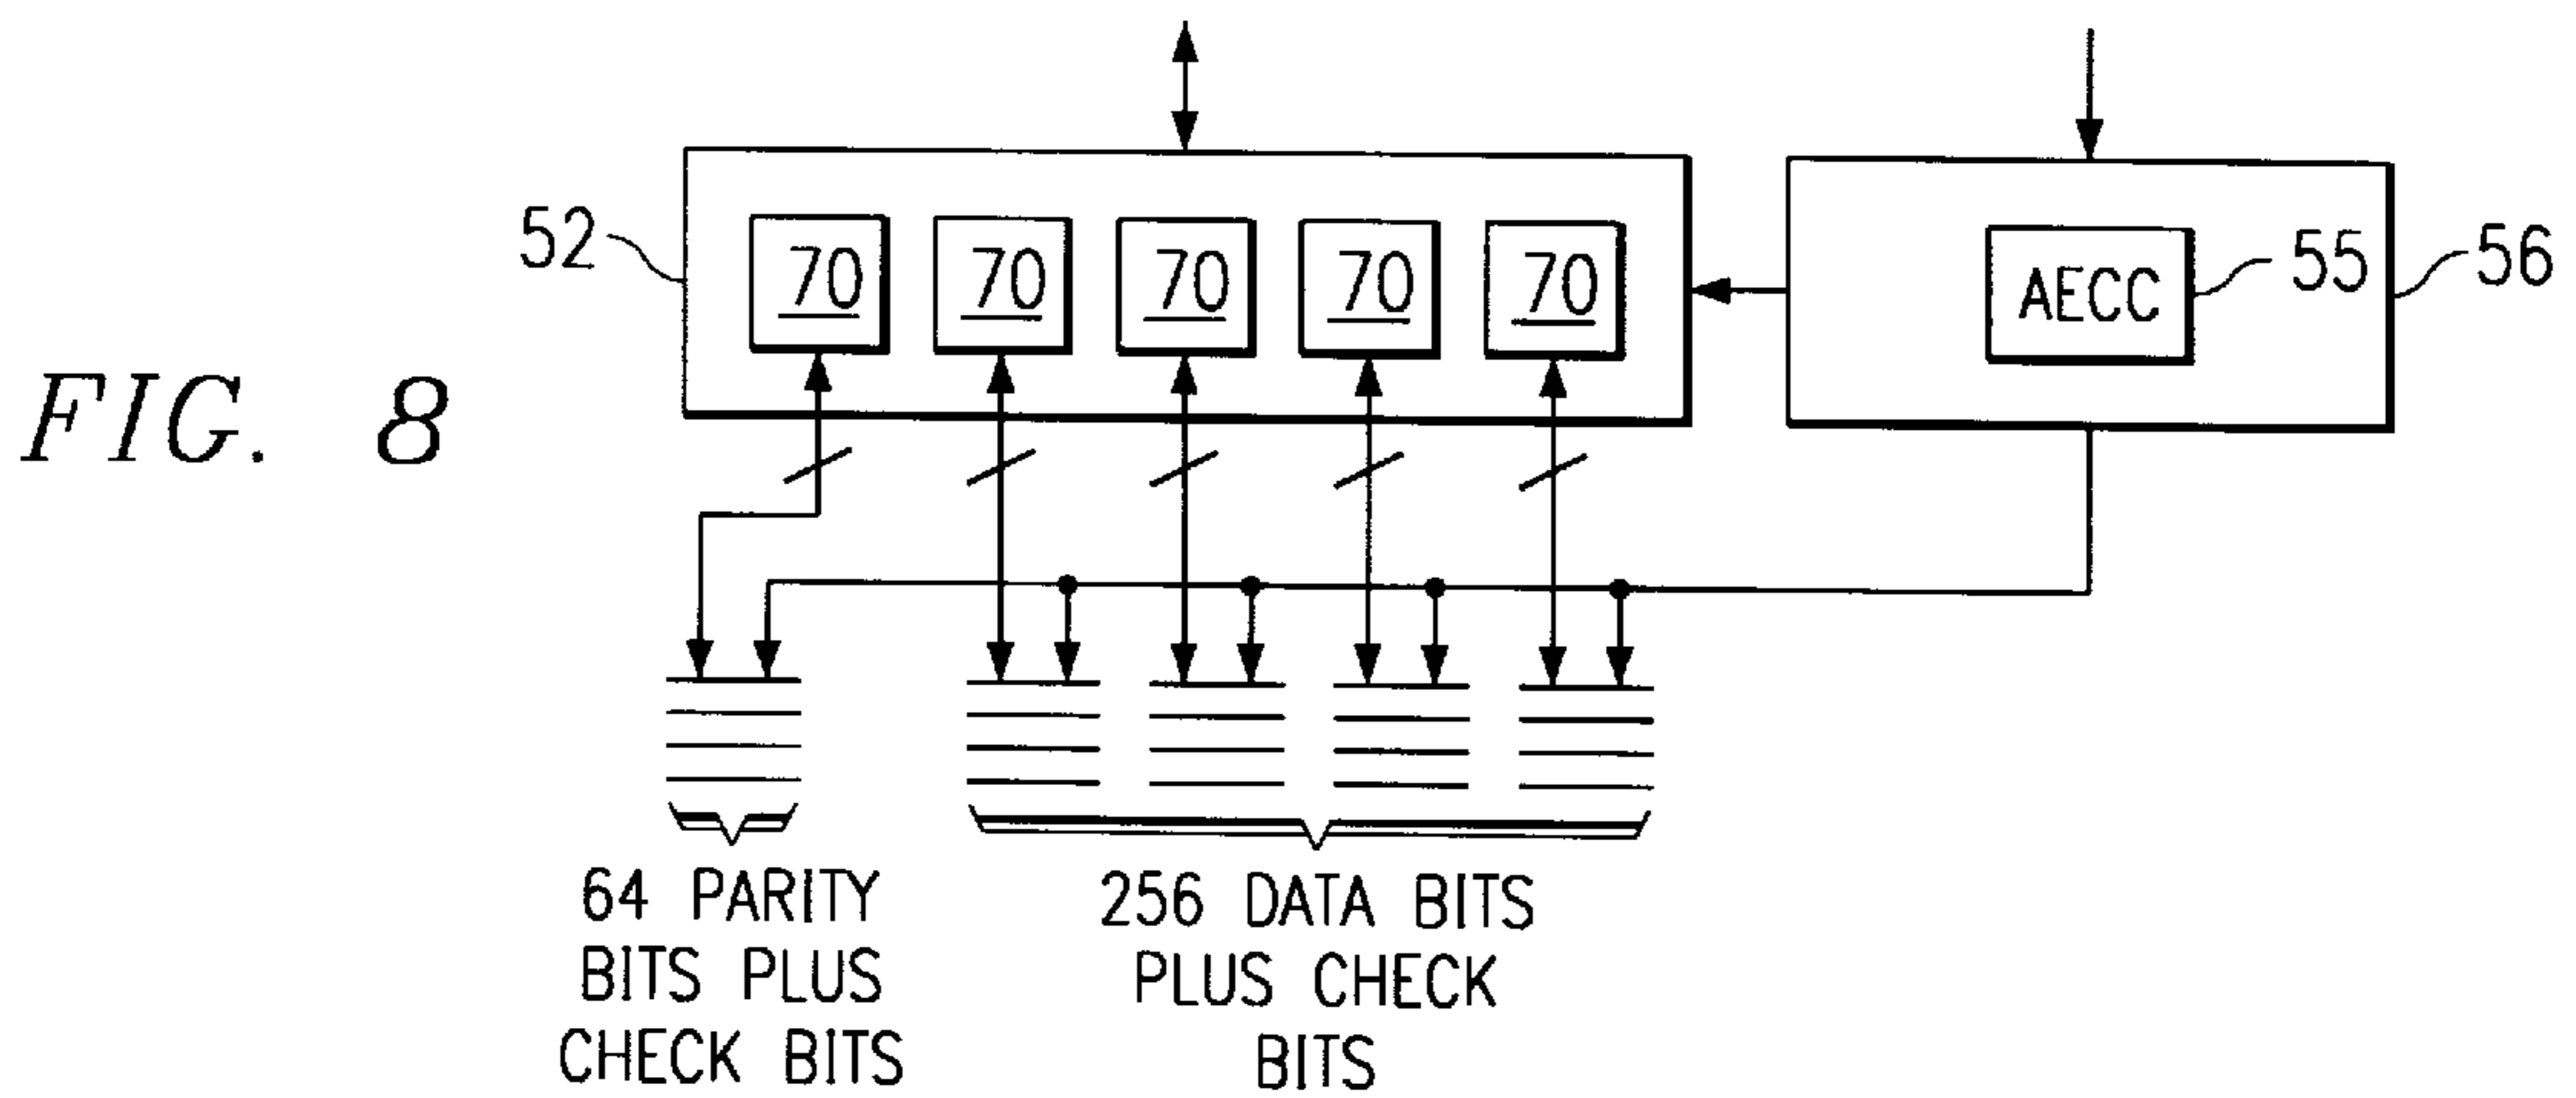 52
70 70 70 70 70
AECC
55
56
FIG. 8
64 PARITY
BITS PLUS
CHECK BITS
256 DATA BITS
PLUS CHECK
BITS